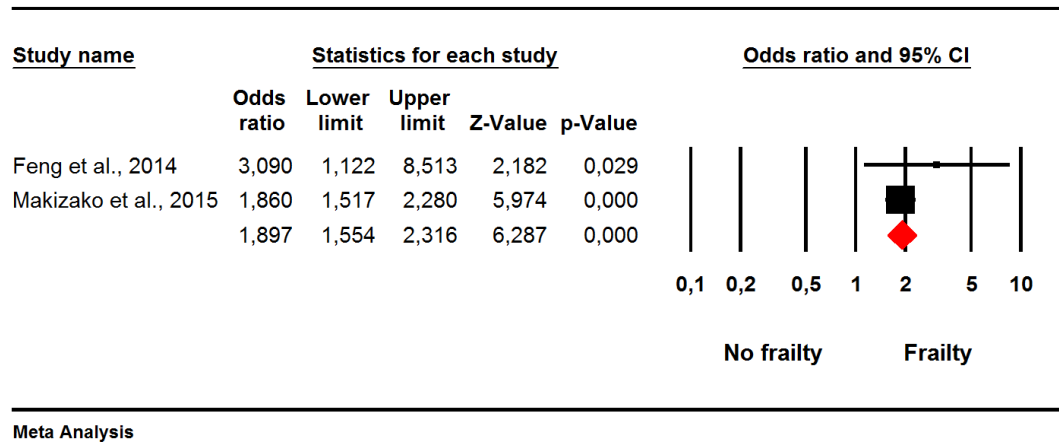 Study name Statistics for each study Odds ratio and 95% CI
Odds Lower Upper
ratio limit limit Z-Value p-Value
Feng et al., 2014 3,090 1,122 8,513 2,182 0,029
Makizako et al., 2015 1,860 1,517 2,280 5,974 0,000
1,897 1,554 2,316 6,287 0,000
0,1 0,2 0,5 1 2 5 10
No frailty Frailty
Meta Analysis